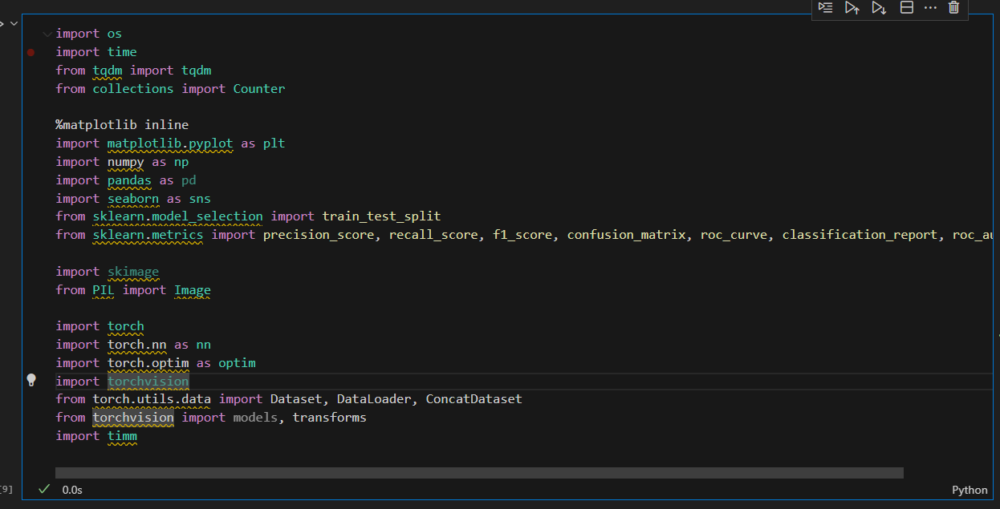 import os
import time
from tqdm import tqdm
from collections import Counter
%matplotlib inline
import matplotlib.pyplot as plt
import numpy as np
import pandas as pd
import seaborn as sns
from sklearn.model_selection import train_test_split
from sklearn.metrics import precision_score, recall_score, f1_score, confusion_matrix, roc_curve, classification_report, roc_au
import skimage
from PIL import Image
import torch
import torch.nn as nn
import torch.optim as optim
import torchvision
from torch.utils.data import Dataset, DataLoader, ConcatDataset
from torchvision import models, transforms
import timm
[9] 0.0s Python